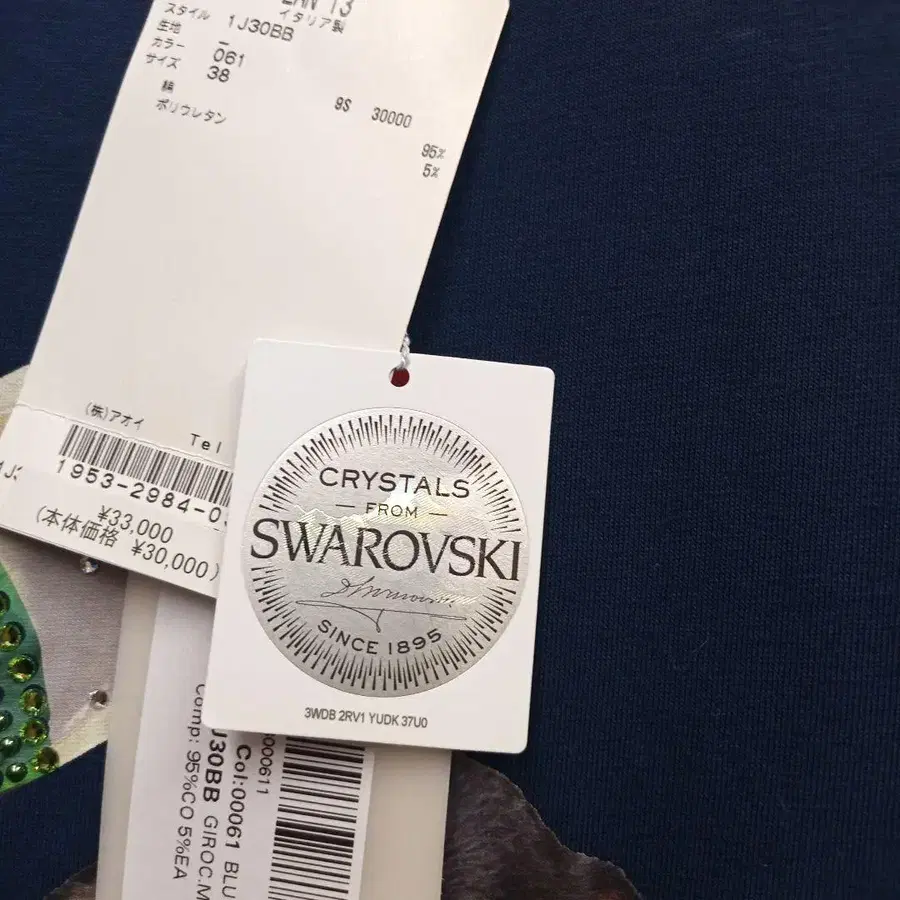 イタリア製
スタイル 1J30BB
生地 _
カラー 061
サイズ 38
9S 30000
綿 95%
ポリウレタン 5%
(株)アオイ Tel
1953-2984-0
¥33,000
(本体価格 ¥30,000)
CRYSTALS
— FROM —
SWAROVSKI
SINCE 1895
3WDB 2RV1 YUDK 37U0
000611
Col:00061 BLU
J30BB GIROC.M
Comp: 95%CO 5%EA